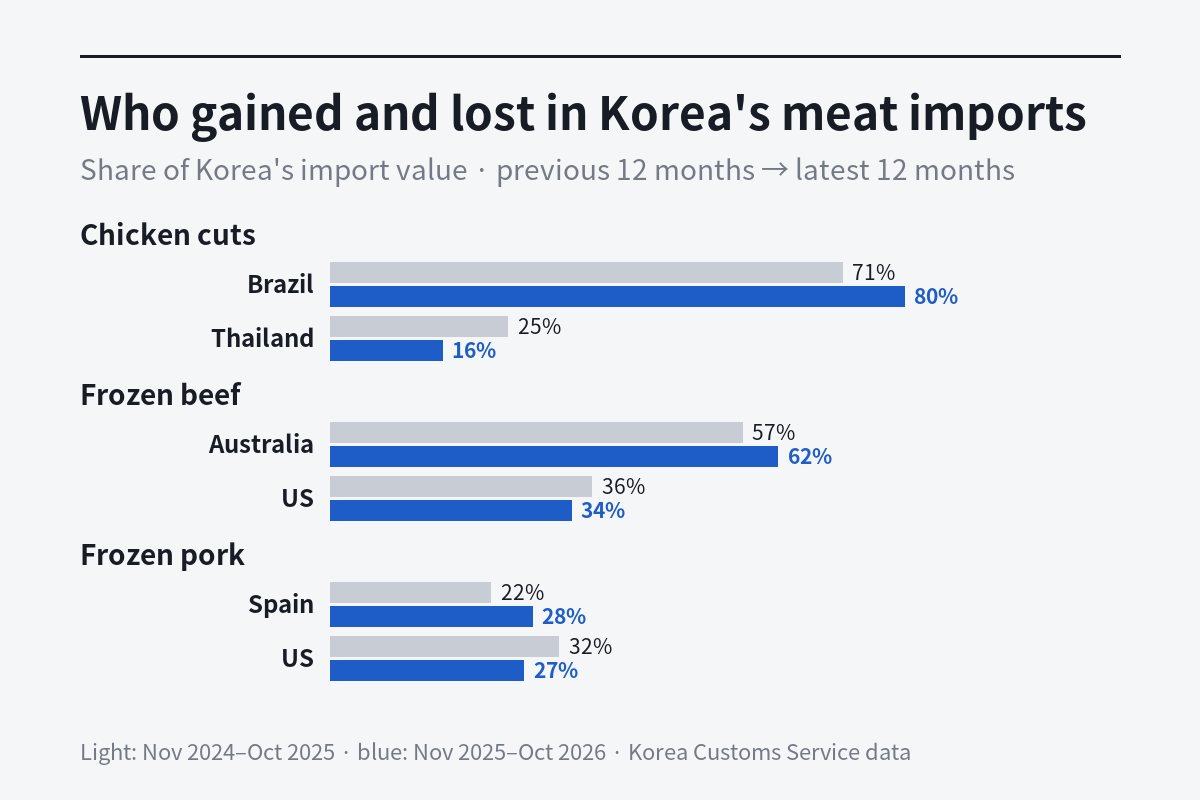 Who gained and lost in Korea's meat imports
Share of Korea's import value · previous 12 months → latest 12 months
Chicken cuts
Brazil
71%
80%
Thailand
25%
16%
Frozen beef
Australia
57%
62%
US
36%
34%
Frozen pork
Spain
22%
28%
US
32%
27%
Light: Nov 2024–Oct 2025 · blue: Nov 2025–Oct 2026 · Korea Customs Service data